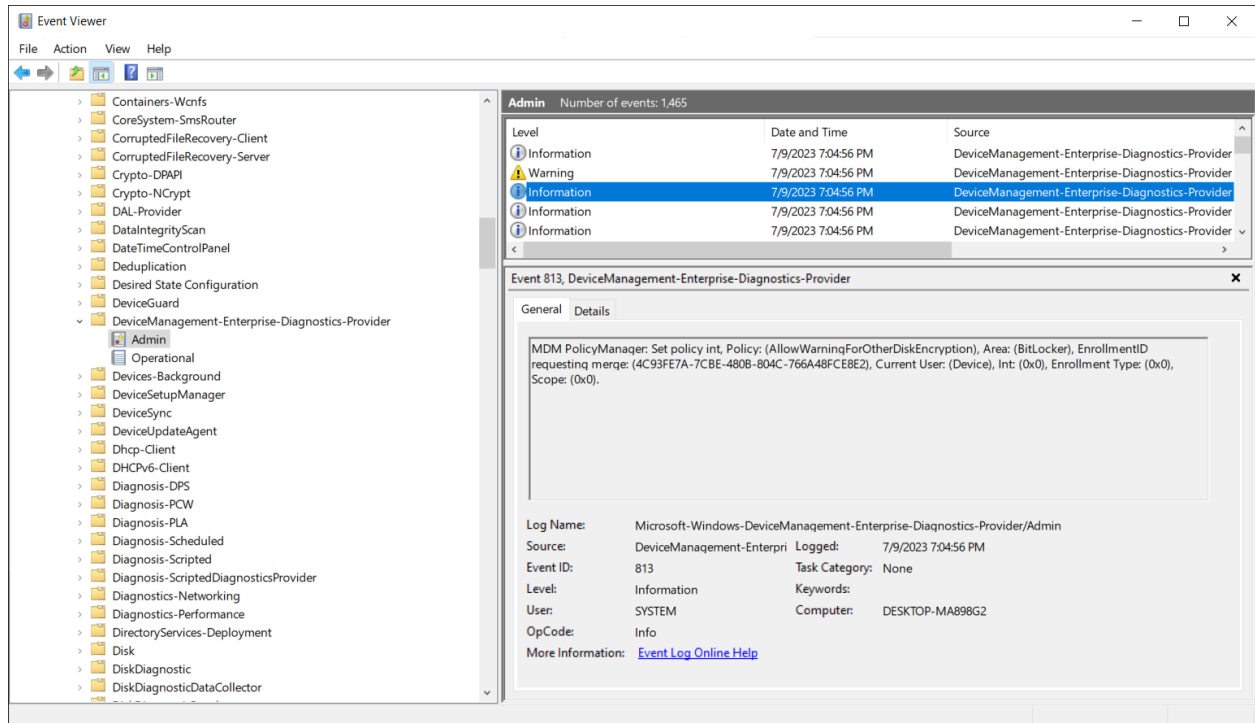 Event Viewer
File Action View Help
Containers-Wcnfs
CoreSystem-SmsRouter
CorruptedFileRecovery-Client
CorruptedFileRecovery-Server
Crypto-DPAPI
Crypto-NCrypt
DAL-Provider
DataIntegrityScan
DateTimeControlPanel
Deduplication
Desired State Configuration
DeviceGuard
DeviceManagement-Enterprise-Diagnostics-Provider
Admin
Operational
Devices-Background
DeviceSetupManager
DeviceSync
DeviceUpdateAgent
Dhcp-Client
DHCPv6-Client
Diagnosis-DPS
Diagnosis-PCW
Diagnosis-PLA
Diagnosis-Scheduled
Diagnosis-Scripted
Diagnosis-ScriptedDiagnosticsProvider
Diagnostics-Networking
Diagnostics-Performance
DirectoryServices-Deployment
Disk
DiskDiagnostic
DiskDiagnosticDataCollector
Admin Number of events: 1,465
Level Date and Time Source
Information 7/9/2023 7:04:56 PM DeviceManagement-Enterprise-Diagnostics-Provider
Warning 7/9/2023 7:04:56 PM DeviceManagement-Enterprise-Diagnostics-Provider
Information 7/9/2023 7:04:56 PM DeviceManagement-Enterprise-Diagnostics-Provider
Information 7/9/2023 7:04:56 PM DeviceManagement-Enterprise-Diagnostics-Provider
Information 7/9/2023 7:04:56 PM DeviceManagement-Enterprise-Diagnostics-Provider
Event 813, DeviceManagement-Enterprise-Diagnostics-Provider
General Details
MDM PolicyManager: Set policy int, Policy: (AllowWarningForOtherDiskEncryption), Area: (BitLocker), EnrollmentID
requesting merge: (4C93FE7A-7CBE-480B-804C-766A48FCE8E2), Current User: (Device), Int: (0x0), Enrollment Type: (0x0),
Scope: (0x0).
Log Name: Microsoft-Windows-DeviceManagement-Enterprise-Diagnostics-Provider/Admin
Source: DeviceManagement-Enterpri Logged: 7/9/2023 7:04:56 PM
Event ID: 813 Task Category: None
Level: Information Keywords:
User: SYSTEM Computer: DESKTOP-MA898G2
OpCode: Info
More Information: Event Log Online Help